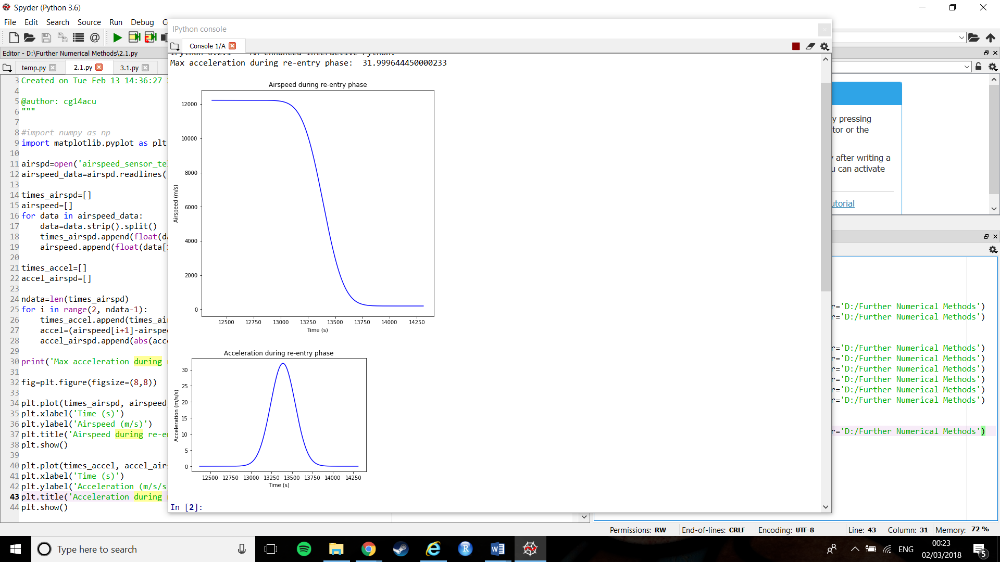 Spyder (Python 3.6)
File Edit Search Source Run Debug
IPython console
Console 1/A
Editor - D:\Further Numerical Methods\2.1.py
temp.py
2.1.py
3.1.py
3 Created on Tue Feb 13 14:36:27
4
5 @author: cg14acu
6 """
7
8 #import numpy as np
9 import matplotlib.pyplot as plt
10
11 airspd=open('airspeed_sensor_te
12 airspeed_data=airspd.readlines(
13
14 times_airspd=[]
15 airspeed=[]
16 for data in airspeed_data:
17 data=data.strip().split()
18 times_airspd.append(float(da
19 airspeed.append(float(data[
20
21 times_accel=[]
22 accel_airspd=[]
23
24 ndata=len(times_airspd)
25 for i in range(2, ndata-1):
26 times_accel.append(times_air
27 accel=(airspeed[i+1]-airspee
28 accel_airspd.append(abs(acce
29
30 print('Max acceleration during
31
32 fig=plt.figure(figsize=(8,8))
33
34 plt.plot(times_airspd, airspeed
35 plt.xlabel('Time (s)')
36 plt.ylabel('Airspeed (m/s)')
37 plt.title('Airspeed during re-en
38 plt.show()
39
40 plt.plot(times_accel, accel_air
41 plt.xlabel('Time (s)')
42 plt.ylabel('Acceleration (m/s/s
43 plt.title('Acceleration during
44 plt.show()
IPython 6.2.1 -- An enhanced Interactive Python.
Max acceleration during re-entry phase: 31.999644450000233
Airspeed during re-entry phase
12000
10000
8000
6000
4000
2000
0
Airspeed (m/s)
12500 12750 13000 13250 13500 13750 14000 14250
Time (s)
Acceleration during re-entry phase
30
25
20
15
10
5
0
Acceleration (m/s/s)
12500 12750 13000 13250 13500 13750 14000 14250
Time (s)
In [2]:
y pressing
tor or the
after writing a
u can activate
utorial
r='D:/Further Numerical Methods')
r='D:/Further Numerical Methods')
r='D:/Further Numerical Methods')
r='D:/Further Numerical Methods')
r='D:/Further Numerical Methods')
r='D:/Further Numerical Methods')
r='D:/Further Numerical Methods')
r='D:/Further Numerical Methods')
r='D:/Further Numerical Methods')
Permissions: RW End-of-lines: CRLF Encoding: UTF-8 Line: 43 Column: 31 Memory: 72 %
Type here to search
ENG
00:23
02/03/2018
5